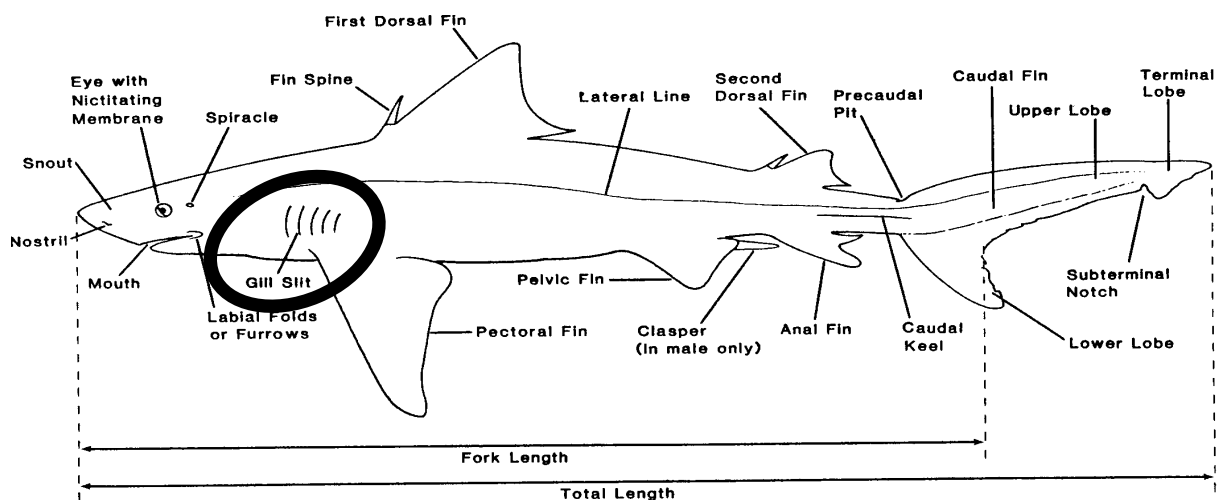 First Dorsal Fin
Fin Spine
Eye with
Nictitating
Membrane
Spiracle
Snout
Nostril
Mouth
Gill Slit
Labial Folds
or Furrows
Pectoral Fin
Lateral Line
Second
Dorsal Fin
Precaudal
Pit
Caudal Fin
Upper Lobe
Terminal
Lobe
Pelvic Fin
Clasper
(in male only)
Anal Fin
Caudal
Keel
Subterminal
Notch
Lower Lobe
Fork Length
Total Length